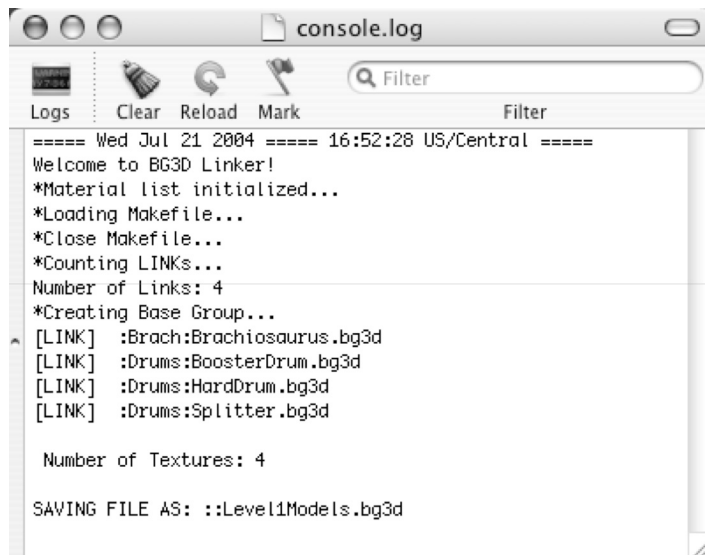 console.log
Filter
Logs Clear Reload Mark Filter
===== Wed Jul 21 2004 ===== 16:52:28 US/Central =====
Welcome to BG3D Linker!
*Material list initialized...
*Loading Makefile...
*Close Makefile...
*Counting LINKs...
Number of Links: 4
*Creating Base Group...
[LINK]  :Brach:Brachiosaurus.bg3d
[LINK]  :Drums:BoosterDrum.bg3d
[LINK]  :Drums:HardDrum.bg3d
[LINK]  :Drums:Splitter.bg3d
Number of Textures: 4
SAVING FILE AS: ::Level1Models.bg3d